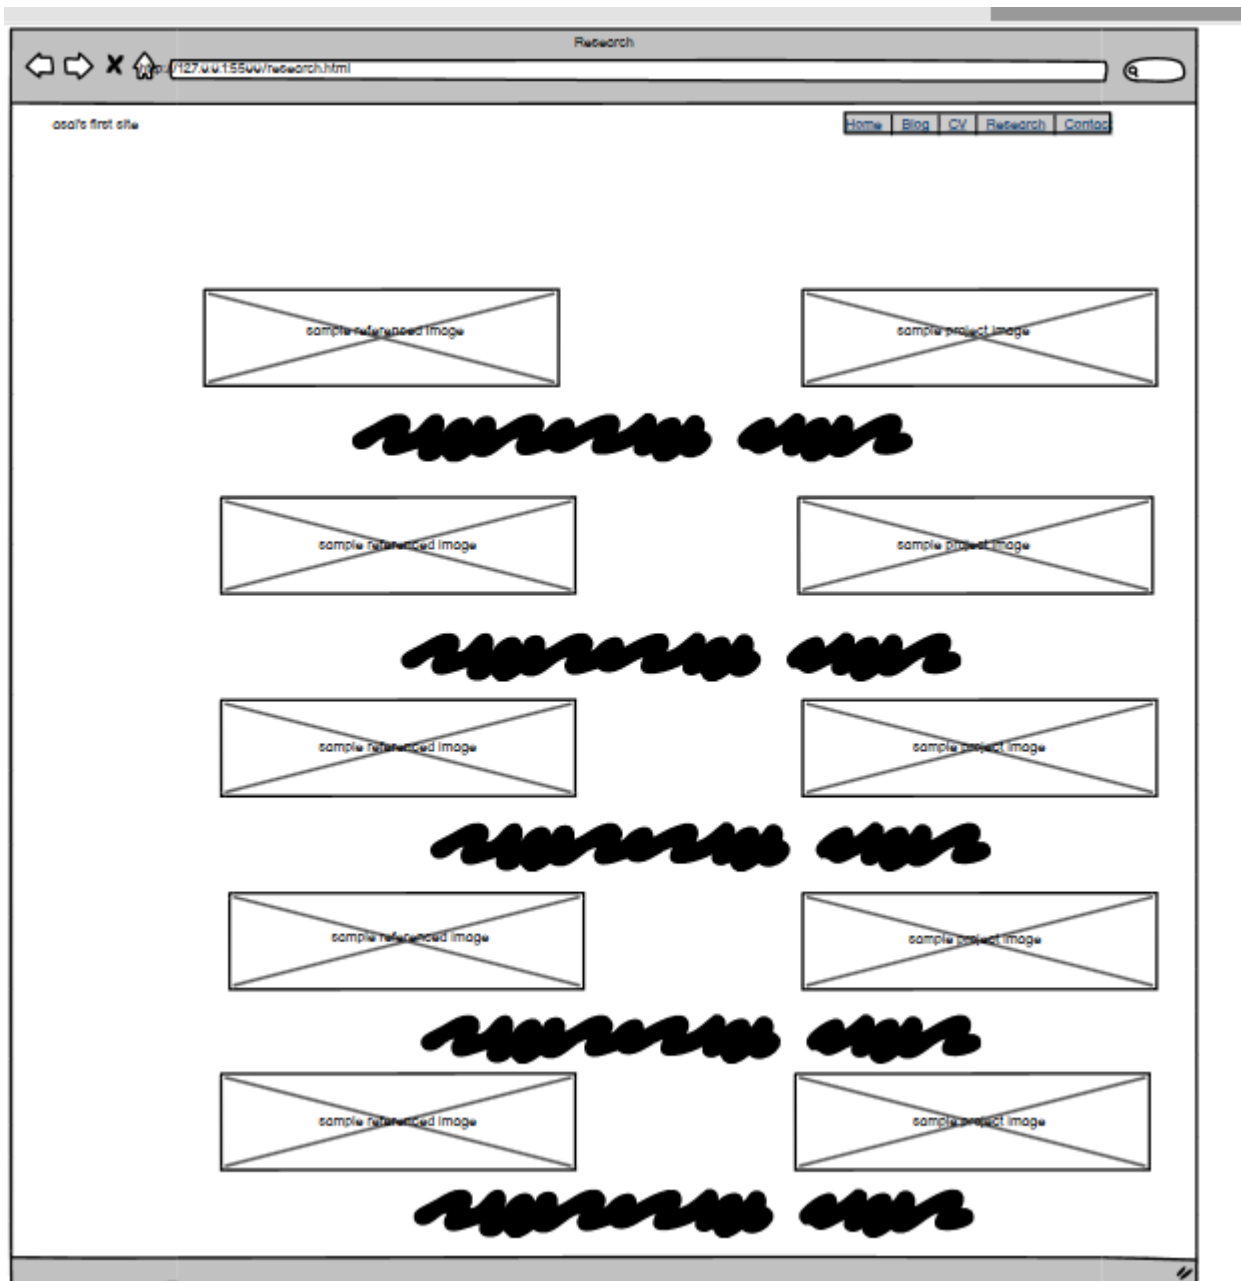 Research
http://127.0.0.1:5500/research.html
asal's first site
Home Blog CV Research Contact
sample referenced image sample project image
sample referenced image sample project image
sample referenced image sample project image
sample referenced image sample project image
sample referenced image sample project image